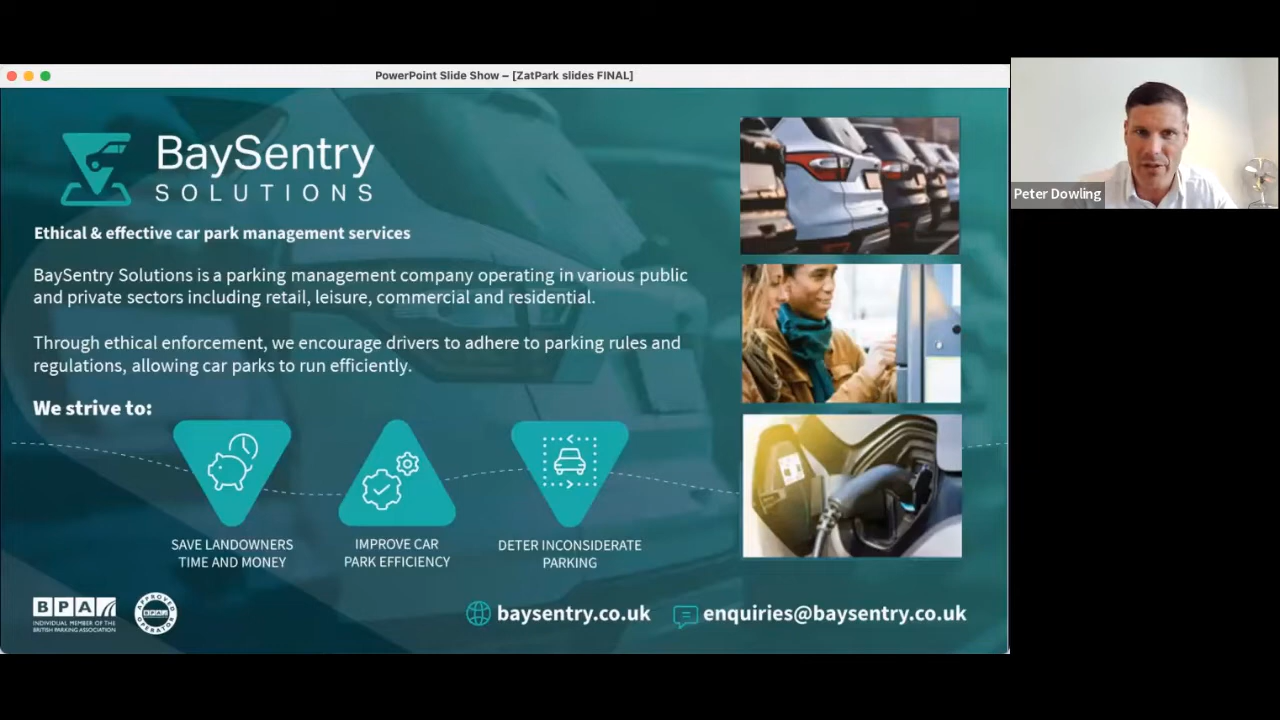 PowerPoint Slide Show – [ZatPark slides FINAL]
Peter Dowling
BaySentry
SOLUTIONS
Ethical & effective car park management services
BaySentry Solutions is a parking management company operating in various public
and private sectors including retail, leisure, commercial and residential.
Through ethical enforcement, we encourage drivers to adhere to parking rules and
regulations, allowing car parks to run efficiently.
We strive to:
SAVE LANDOWNERS
TIME AND MONEY
IMPROVE CAR
PARK EFFICIENCY
DETER INCONSIDERATE
PARKING
BPA
INDIVIDUAL MEMBER OF THE
BRITISH PARKING ASSOCIATION
APPROVED
BPA
OPERATOR
baysentry.co.uk
enquiries@baysentry.co.uk